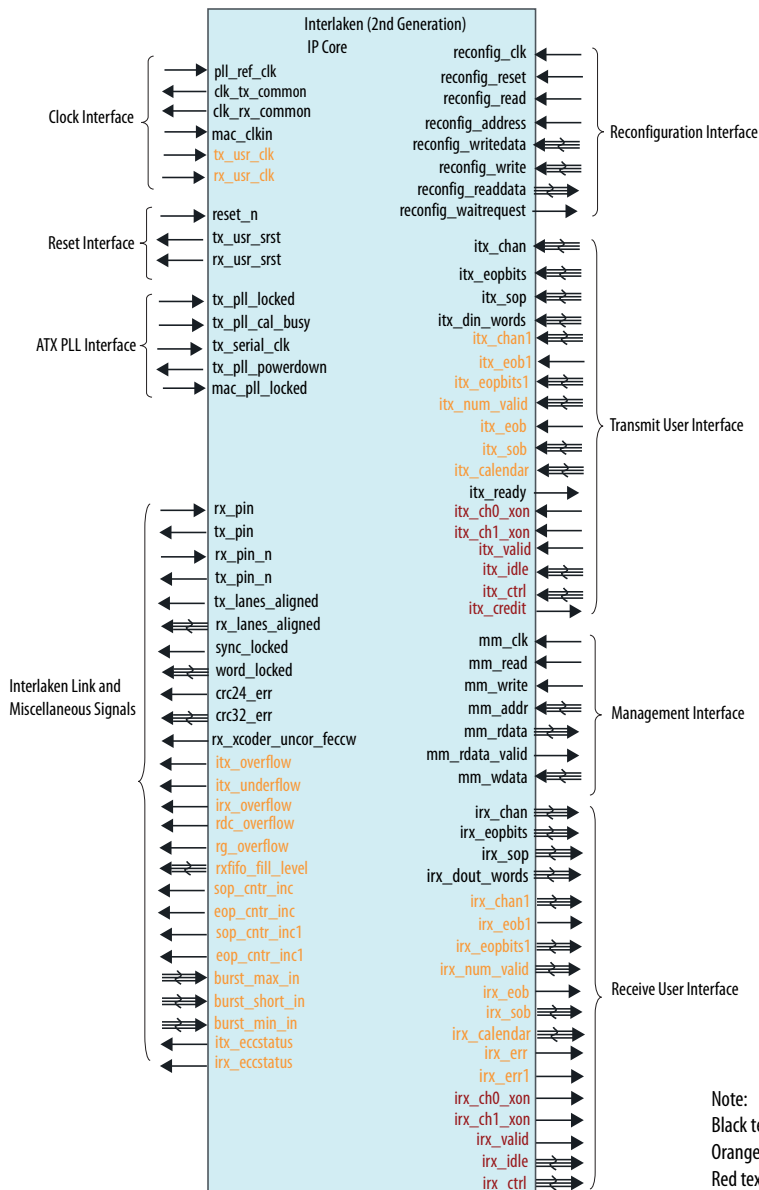 Interlaken (2nd Generation)
IP Core
Clock Interface
pll_ref_clk
clk_tx_common
clk_rx_common
mac_clkin
tx_usr_clk
rx_usr_clk
Reset Interface
reset_n
tx_usr_srst
rx_usr_srst
ATX PLL Interface
tx_pll_locked
tx_pll_cal_busy
tx_serial_clk
tx_pll_powerdown
mac_pll_locked
Interlaken Link and
Miscellaneous Signals
rx_pin
tx_pin
rx_pin_n
tx_pin_n
tx_lanes_aligned
rx_lanes_aligned
sync_locked
word_locked
crc24_err
crc32_err
rx_xcoder_uncor_feccw
itx_overflow
itx_underflow
irx_overflow
rdc_overflow
rg_overflow
rxfifo_fill_level
sop_cntr_inc
eop_cntr_inc
sop_cntr_inc1
eop_cntr_inc1
burst_max_in
burst_short_in
burst_min_in
itx_eccstatus
irx_eccstatus
reconfig_clk
reconfig_reset
reconfig_read
reconfig_address
reconfig_writedata
reconfig_write
reconfig_readdata
reconfig_waitrequest
Reconfiguration Interface
itx_chan
itx_eopbits
itx_sop
itx_din_words
itx_chan1
itx_eob1
itx_eopbits1
itx_num_valid
itx_eob
itx_sob
itx_calendar
itx_ready
itx_ch0_xon
itx_ch1_xon
itx_valid
itx_idle
itx_ctrl
itx_credit
Transmit User Interface
mm_clk
mm_read
mm_write
mm_addr
mm_rdata
mm_rdata_valid
mm_wdata
Management Interface
irx_chan
irx_eopbits
irx_sop
irx_dout_words
irx_chan1
irx_eob1
irx_eopbits1
irx_num_valid
irx_eob
irx_sob
irx_calendar
irx_err
irx_err1
irx_ch0_xon
irx_ch1_xon
irx_valid
irx_idle
irx_ctrl
Receive User Interface
Note:
Black te
Orange
Red tex